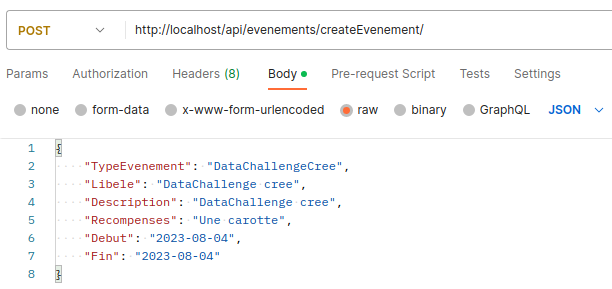 POST http://localhost/api/evenements/createEvenement/
Params Authorization Headers (8) Body Pre-request Script Tests Settings
none form-data x-www-form-urlencoded raw binary GraphQL JSON
1 {
2 "TypeEvenement": "DataChallengeCree",
3 "Libele": "DataChallenge cree",
4 "Description": "DataChallenge cree",
5 "Recompenses": "Une carotte",
6 "Debut": "2023-08-04",
7 "Fin": "2023-08-04"
8 }